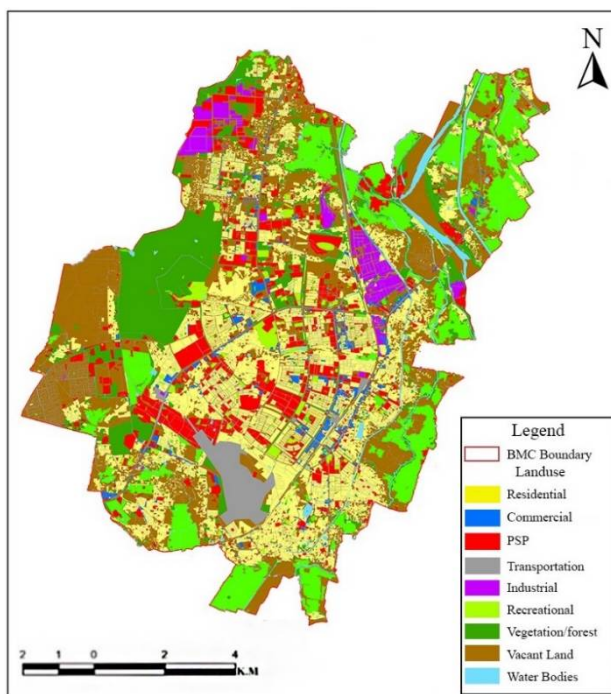 N
Legend
BMC Boundary
Landuse
Residential
Commercial
PSP
Transportation
Industrial
Recreational
Vegetation/forest
Vacant Land
Water Bodies
2 1 0 2 4
K.M